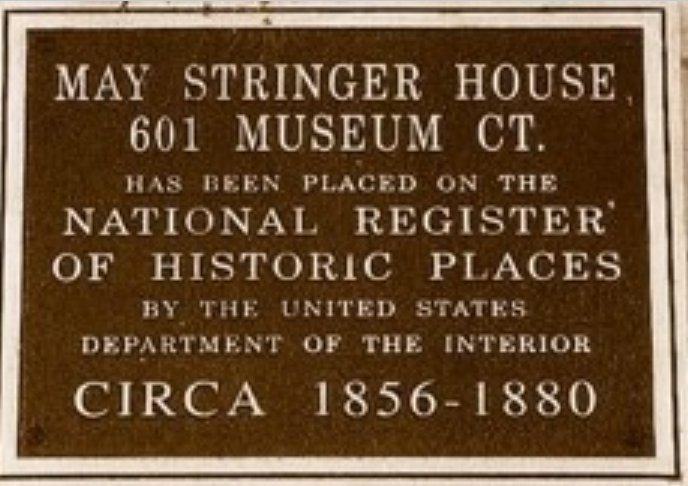 MAY STRINGER HOUSE
601 MUSEUM CT.
HAS BEEN PLACED ON THE
NATIONAL REGISTER
OF HISTORIC PLACES
BY THE UNITED STATES
DEPARTMENT OF THE INTERIOR
CIRCA 1856-1880